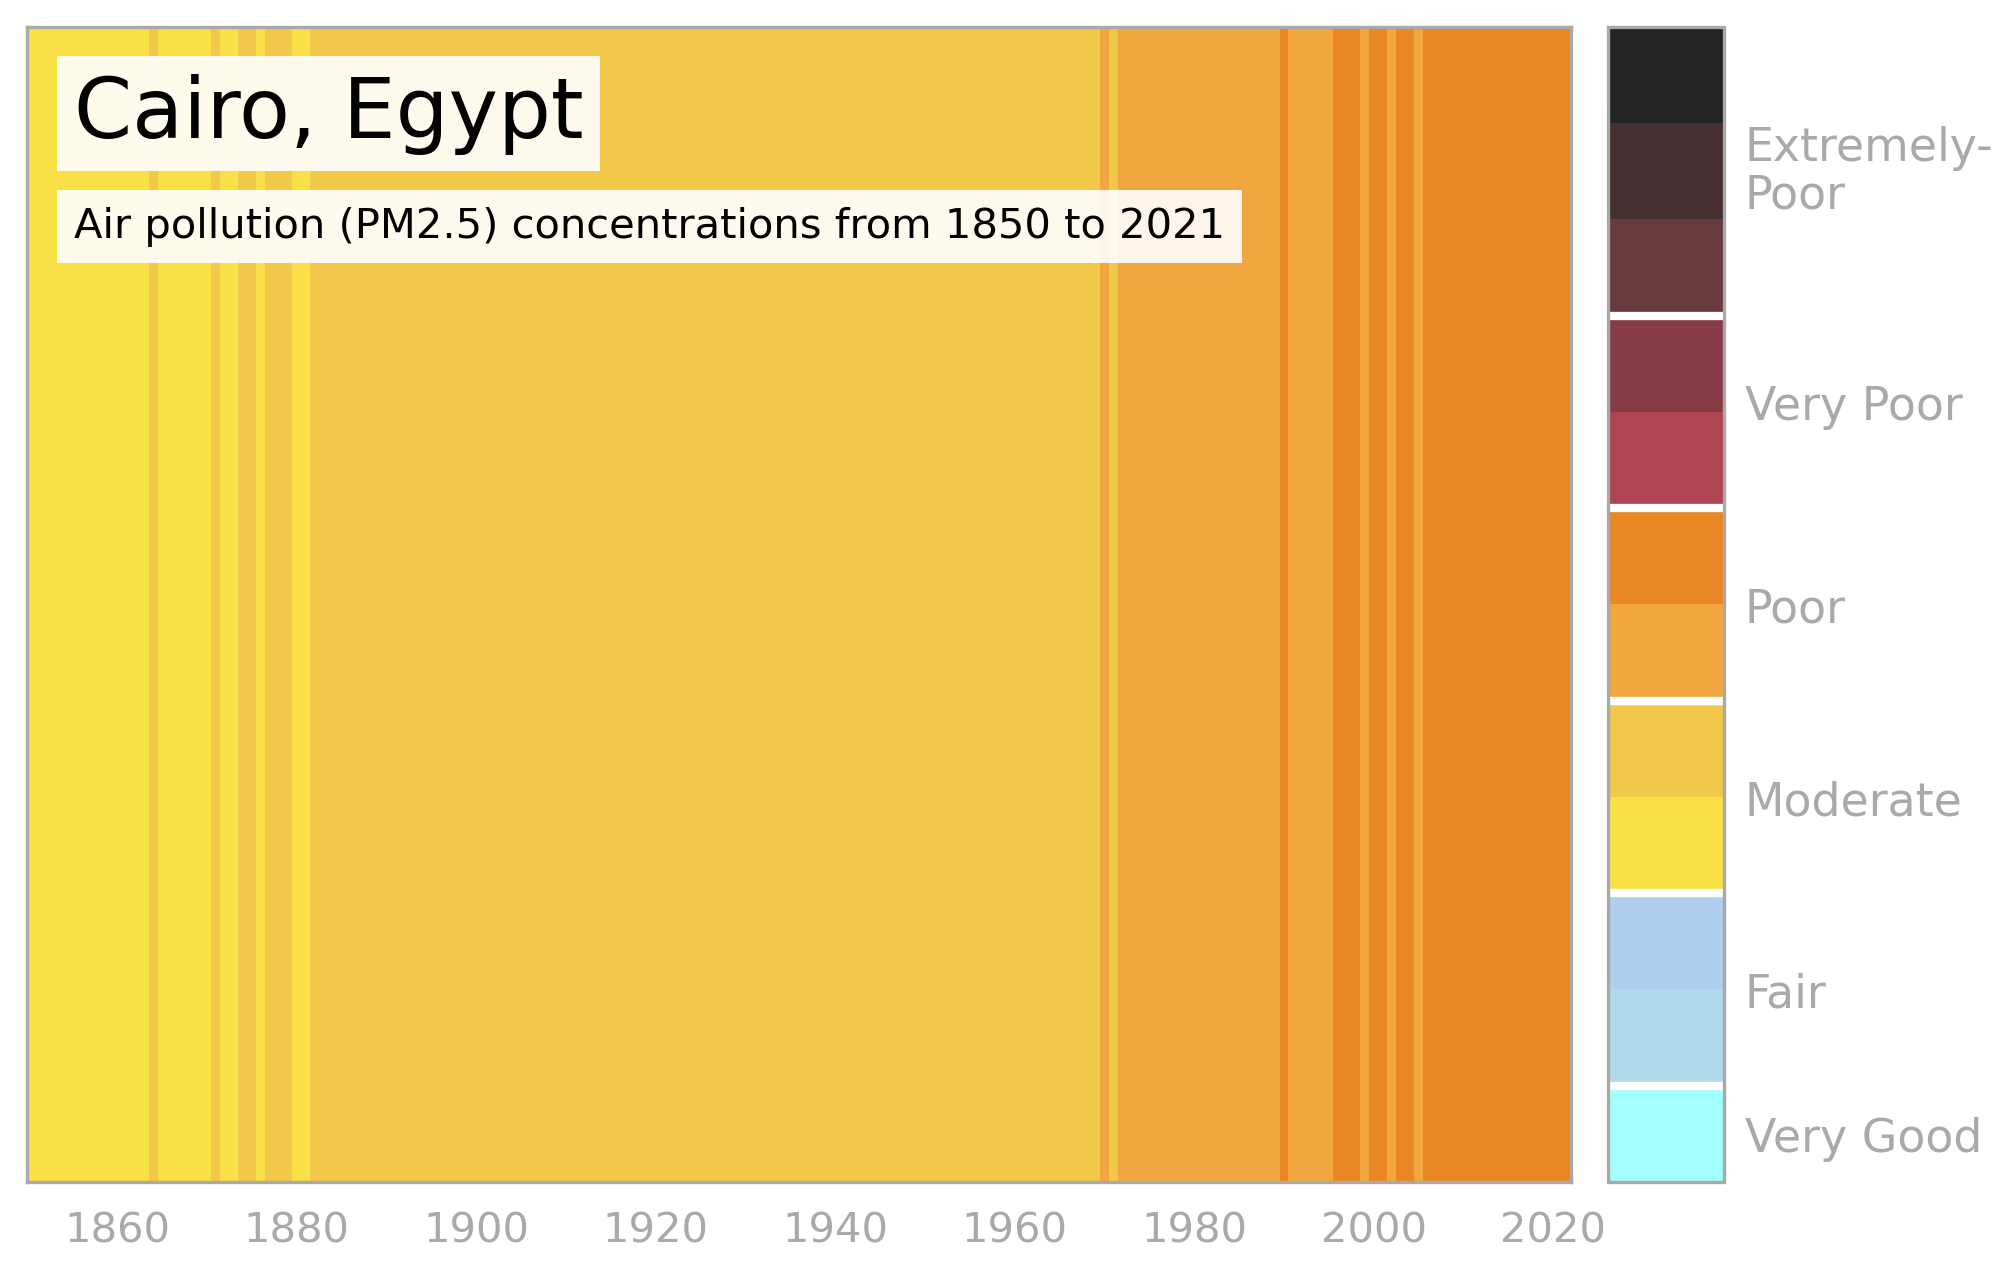 Cairo, Egypt
Air pollution (PM2.5) concentrations from 1850 to 2021
Extremely-
Poor
Very Poor
Poor
Moderate
Fair
Very Good
1860 1880 1900 1920 1940 1960 1980 2000 2020